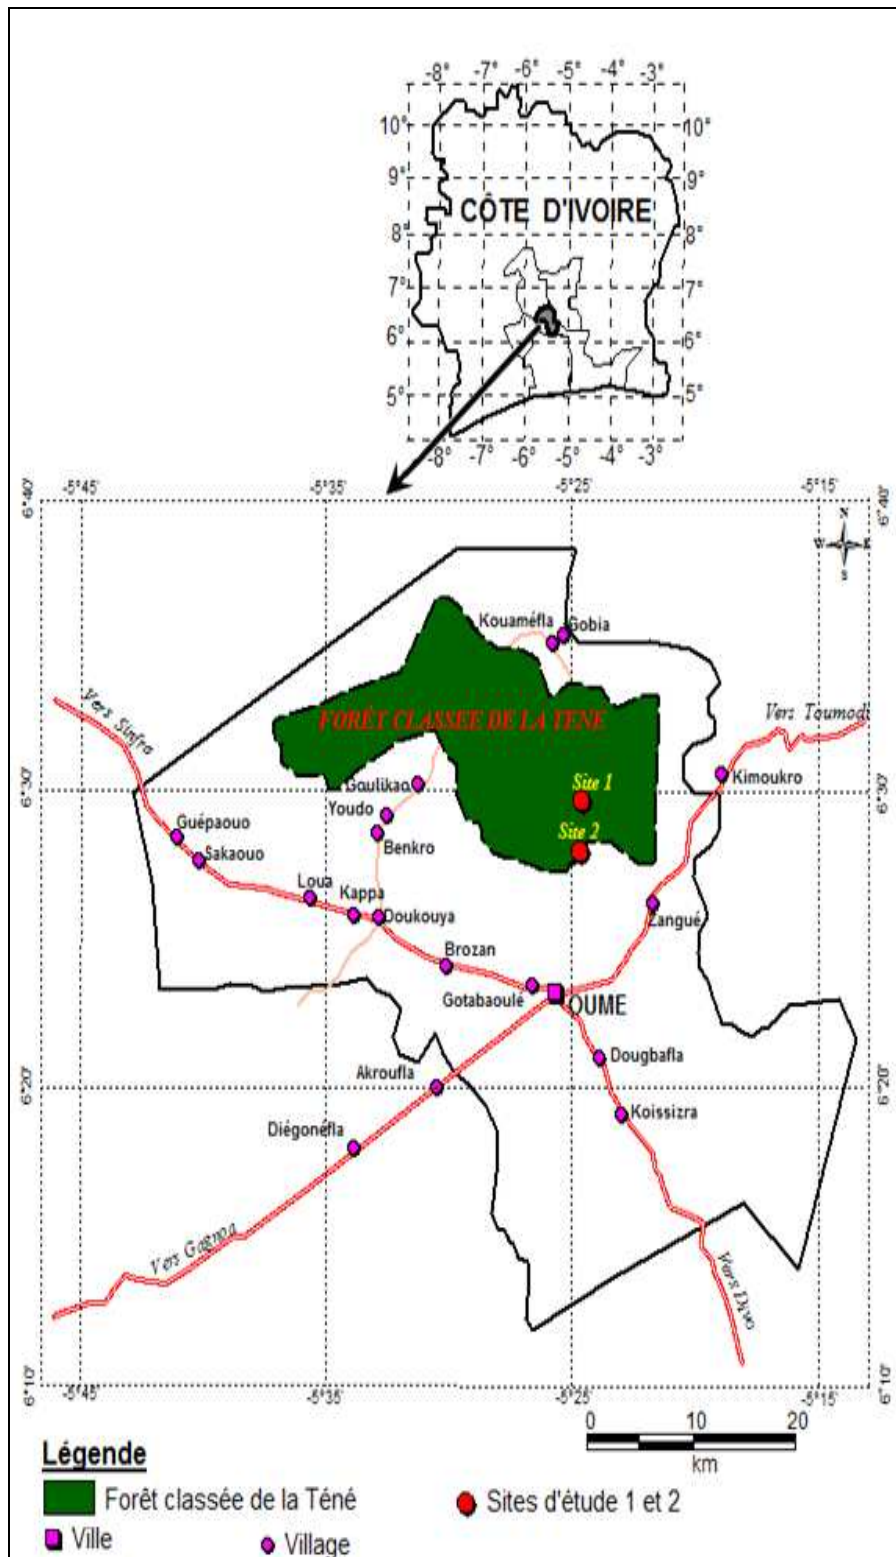 -8° -7° -6° -5° -4° -3°
10° 10°
9° 9°
CÔTE D'IVOIRE
8° 8°
7° 7°
6° 6°
5° 5°
-8° -7° -6° -5° -4° -3°
-5°45' -5°35' -5°25' -5°15'
6°40' 6°40'
N
W E
S
Kouaméfla Gobia
Vers Sinfra
FORÊT CLASSEE DE LA TENE
Vers Toumodi
Kimoukro
6°30' 6°30'
Goulikao
Site 1
Youdo
Guépaouo
Benkro
Site 2
Sakaouo
Loua
Kappa
Doukouya
Zangué
Brozan
Gotabaoulé
OUME
Dougbafla
6°20' 6°20'
Akroufla
Koissizra
Diégonéfla
Vers Gagnoa
Vers Divo
6°10' 6°10'
-5°45' -5°35' -5°25' -5°15'
0 10 20
km
Légende
Forêt classée de la Téné
Sites d'étude 1 et 2
Ville
Village